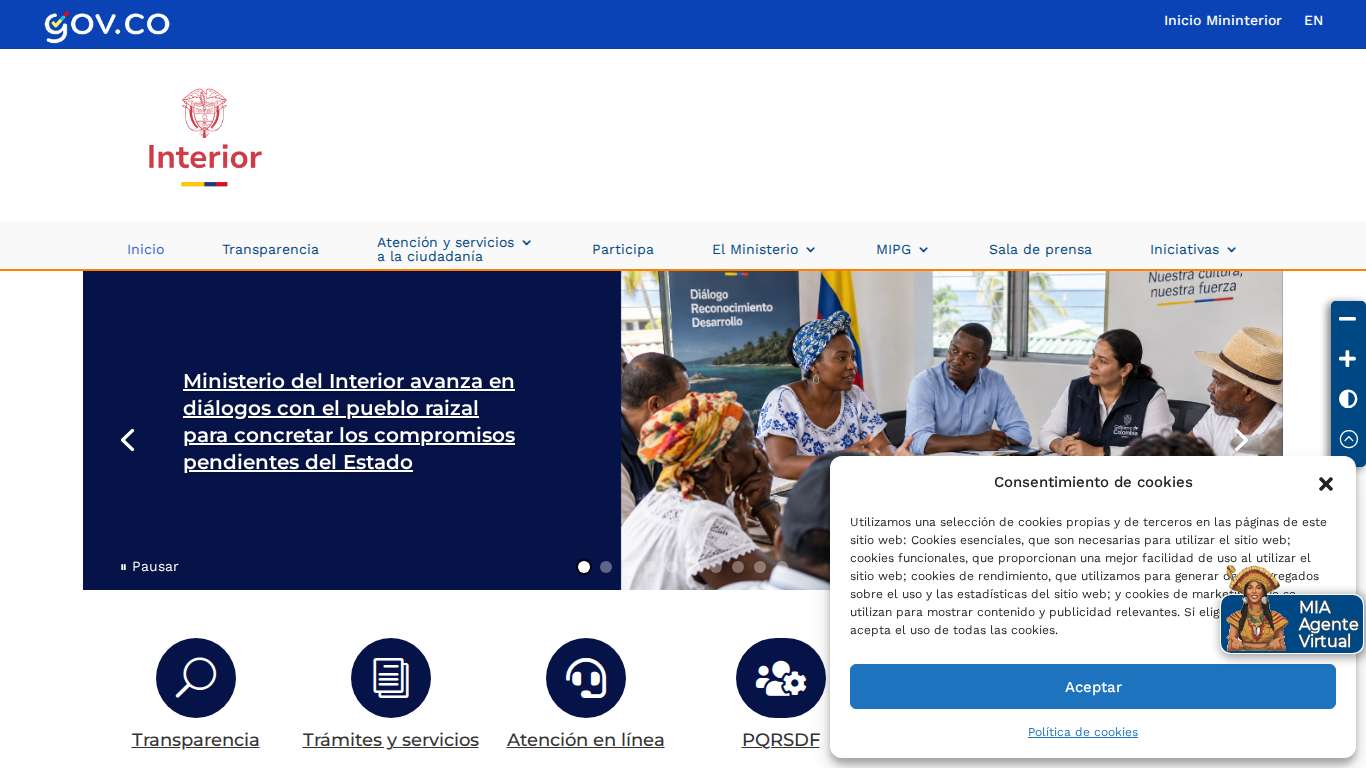 GOV.CO
Inicio Mininterior
EN
Interior
Inicio
Transparencia
Atención y servicios
a la ciudadanía
Participa
El Ministerio
MIPG
Sala de prensa
Iniciativas
Diálogo
Reconocimiento
Desarrollo
Nuestra cultura,
nuestra fuerza
Ministerio del Interior avanza en
diálogos con el pueblo raizal
para concretar los compromisos
pendientes del Estado
Gobierno de
Colombia
Pausar
Consentimiento de cookies
Utilizamos una selección de cookies propias y de terceros en las páginas de este
sitio web: Cookies esenciales, que son necesarias para utilizar el sitio web;
cookies funcionales, que proporcionan una mejor facilidad de uso al utilizar el
sitio web; cookies de rendimiento, que utilizamos para generar
sobre el uso y las estadísticas del sitio web; y cookies de
utilizan para mostrar contenido y publicidad relevantes. Si
acepta el uso de todas las cookies.
MIA
Agente
Virtual
Aceptar
Política de cookies
Transparencia
Trámites y servicios
Atención en línea
PQRSDF